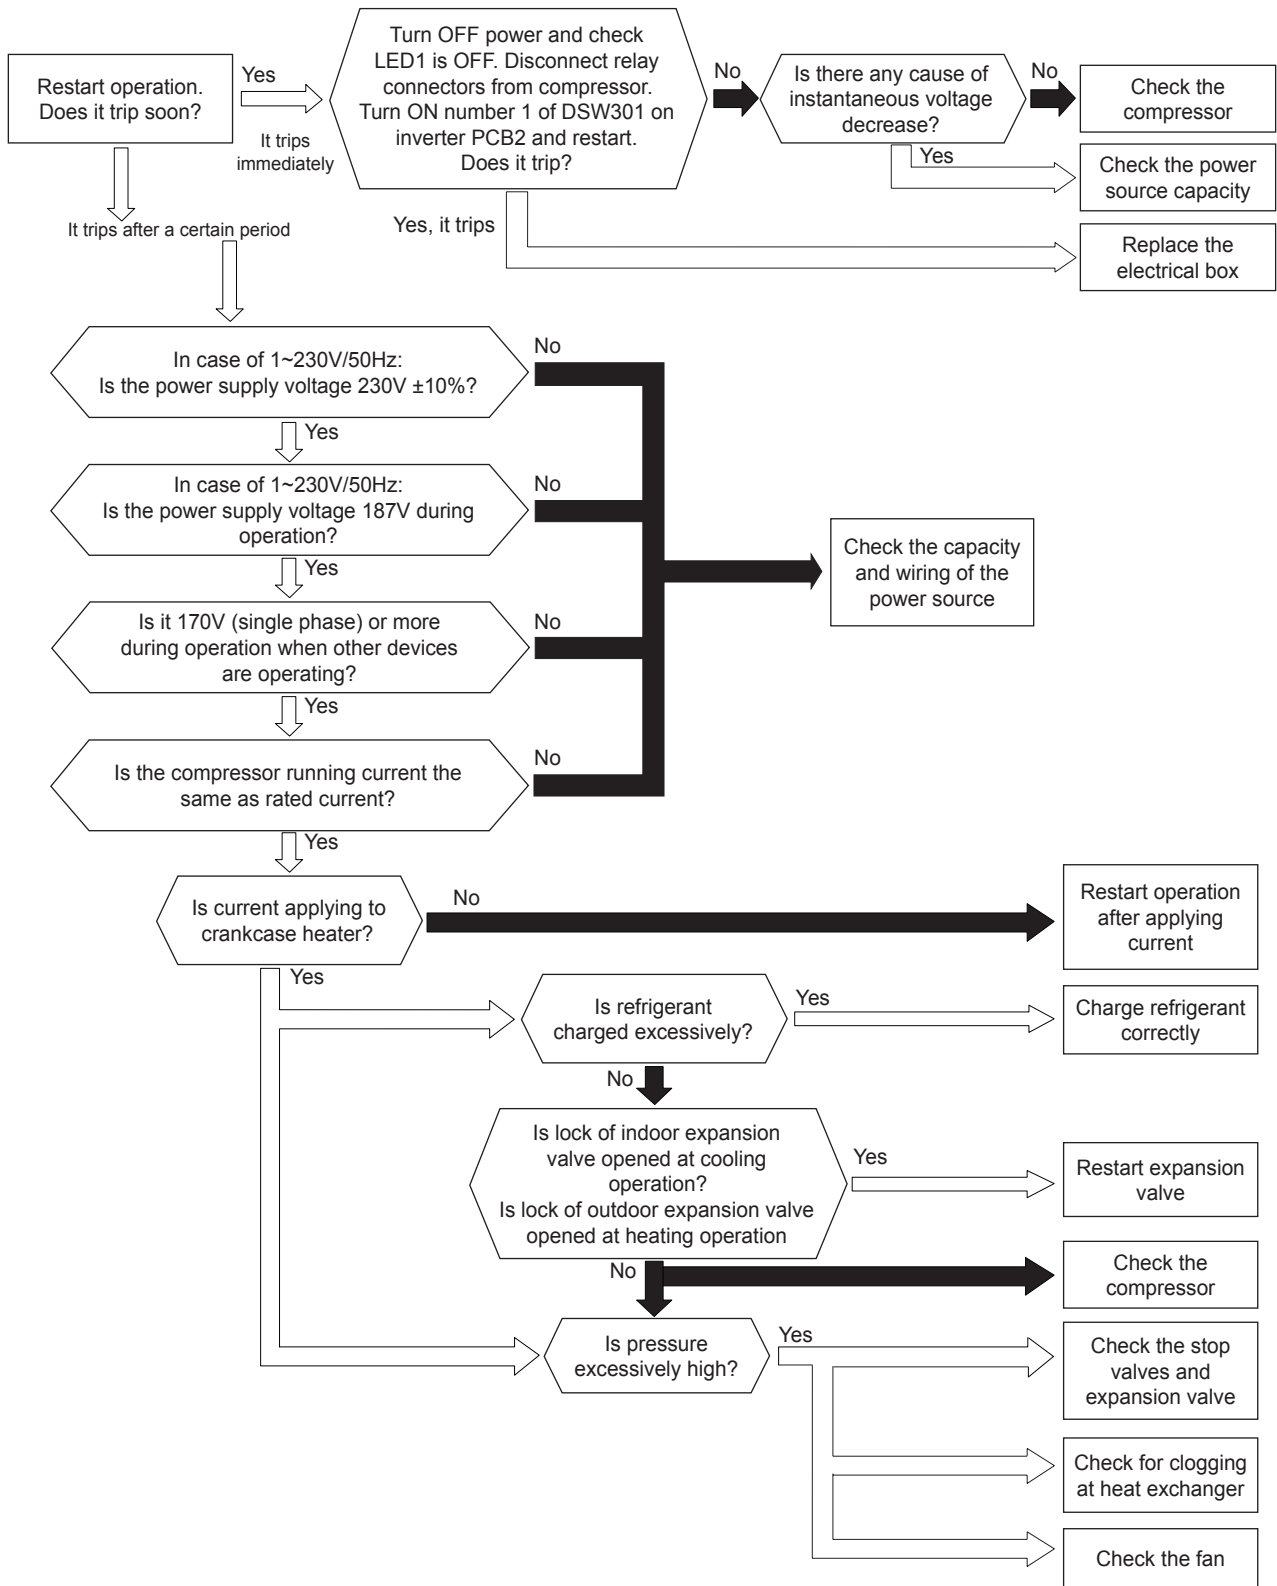 Restart operation.
Does it trip soon?
Yes
It trips
immediately
Turn OFF power and check
LED1 is OFF. Disconnect relay
connectors from compressor.
Turn ON number 1 of DSW301 on
inverter PCB2 and restart.
Does it trip?
No
Is there any cause of
instantaneous voltage
decrease?
No
Check the
compressor
Yes
Check the power
source capacity
It trips after a certain period
Yes, it trips
Replace the
electrical box
In case of 1~230V/50Hz:
Is the power supply voltage 230V ±10%?
No
Yes
In case of 1~230V/50Hz:
Is the power supply voltage 187V during
operation?
No
Yes
Check the capacity
and wiring of the
power source
Is it 170V (single phase) or more
during operation when other devices
are operating?
No
Yes
Is the compressor running current the
same as rated current?
No
Yes
Is current applying to
crankcase heater?
No
Restart operation
after applying
current
Yes
Is refrigerant
charged excessively?
Yes
Charge refrigerant
correctly
No
Is lock of indoor expansion
valve opened at cooling
operation?
Is lock of outdoor expansion valve
opened at heating operation
Yes
Restart expansion
valve
No
Check the
compressor
Is pressure
excessively high?
Yes
Check the stop
valves and
expansion valve
Check for clogging
at heat exchanger
Check the fan